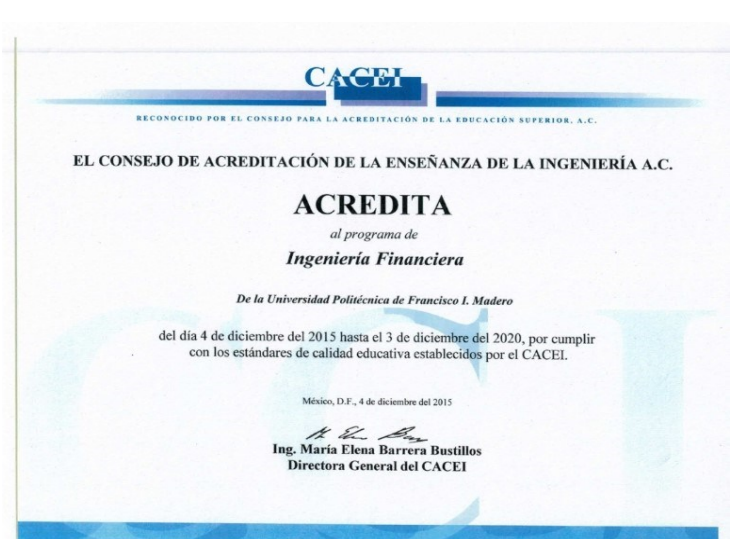 CACEI
RECONOCIDO POR EL CONSEJO PARA LA ACREDITACIÓN DE LA EDUCACIÓN SUPERIOR, A.C.
EL CONSEJO DE ACREDITACIÓN DE LA ENSEÑANZA DE LA INGENIERÍA A.C.
ACREDITA
al programa de
Ingeniería Financiera
De la Universidad Politécnica de Francisco I. Madero
del día 4 de diciembre del 2015 hasta el 3 de diciembre del 2020, por cumplir
con los estándares de calidad educativa establecidos por el CACEI.
México, D.F., 4 de diciembre del 2015
Ing. María Elena Barrera Bustillos
Directora General del CACEI